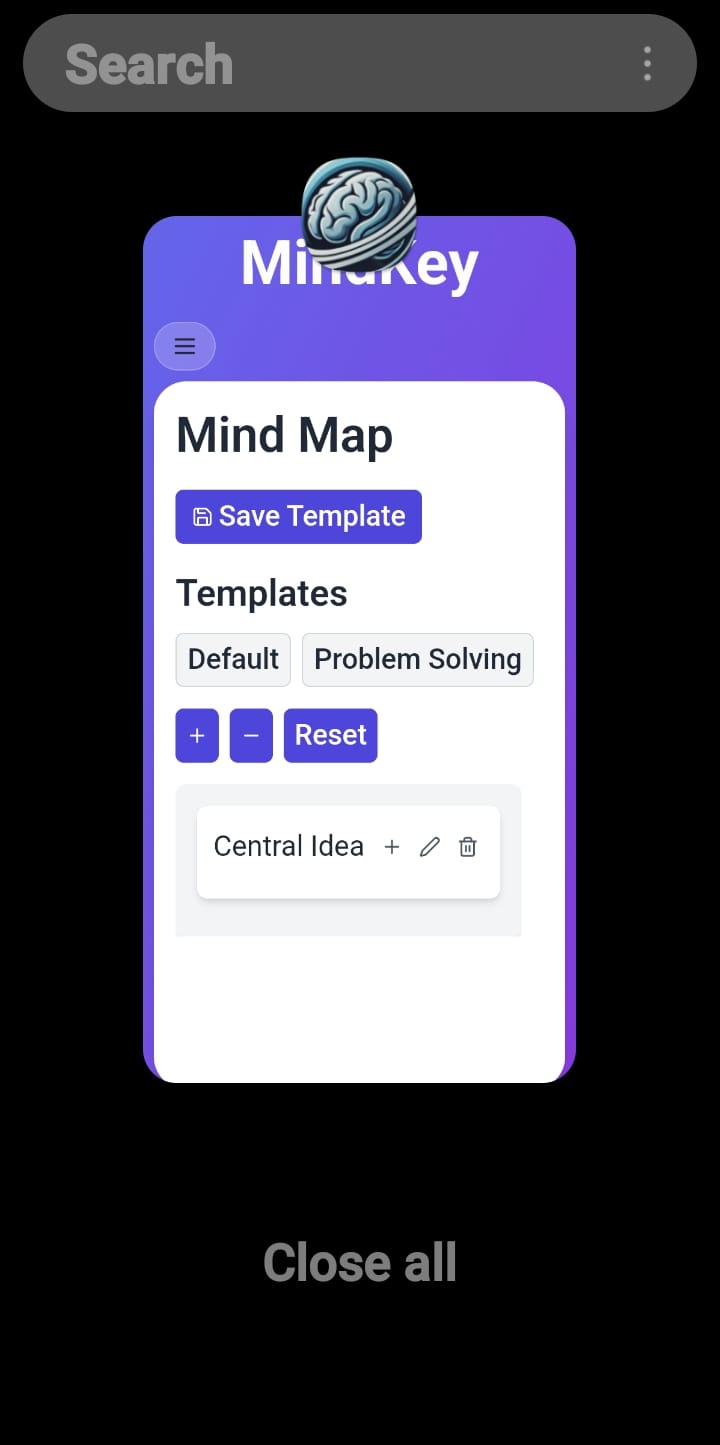 Search
MindKey
Mind Map
Save Template
Templates
Default Problem Solving
+ − Reset
Central Idea +
Close all